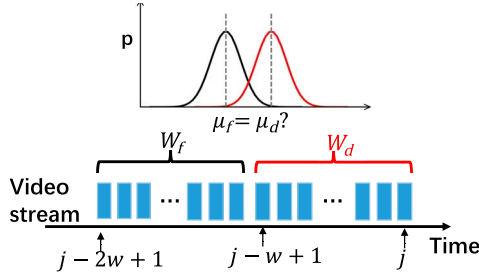 p
μ_f = μ_d?
W_f W_d
Video
stream
... ...
Time
j − 2w + 1 j − w + 1 j